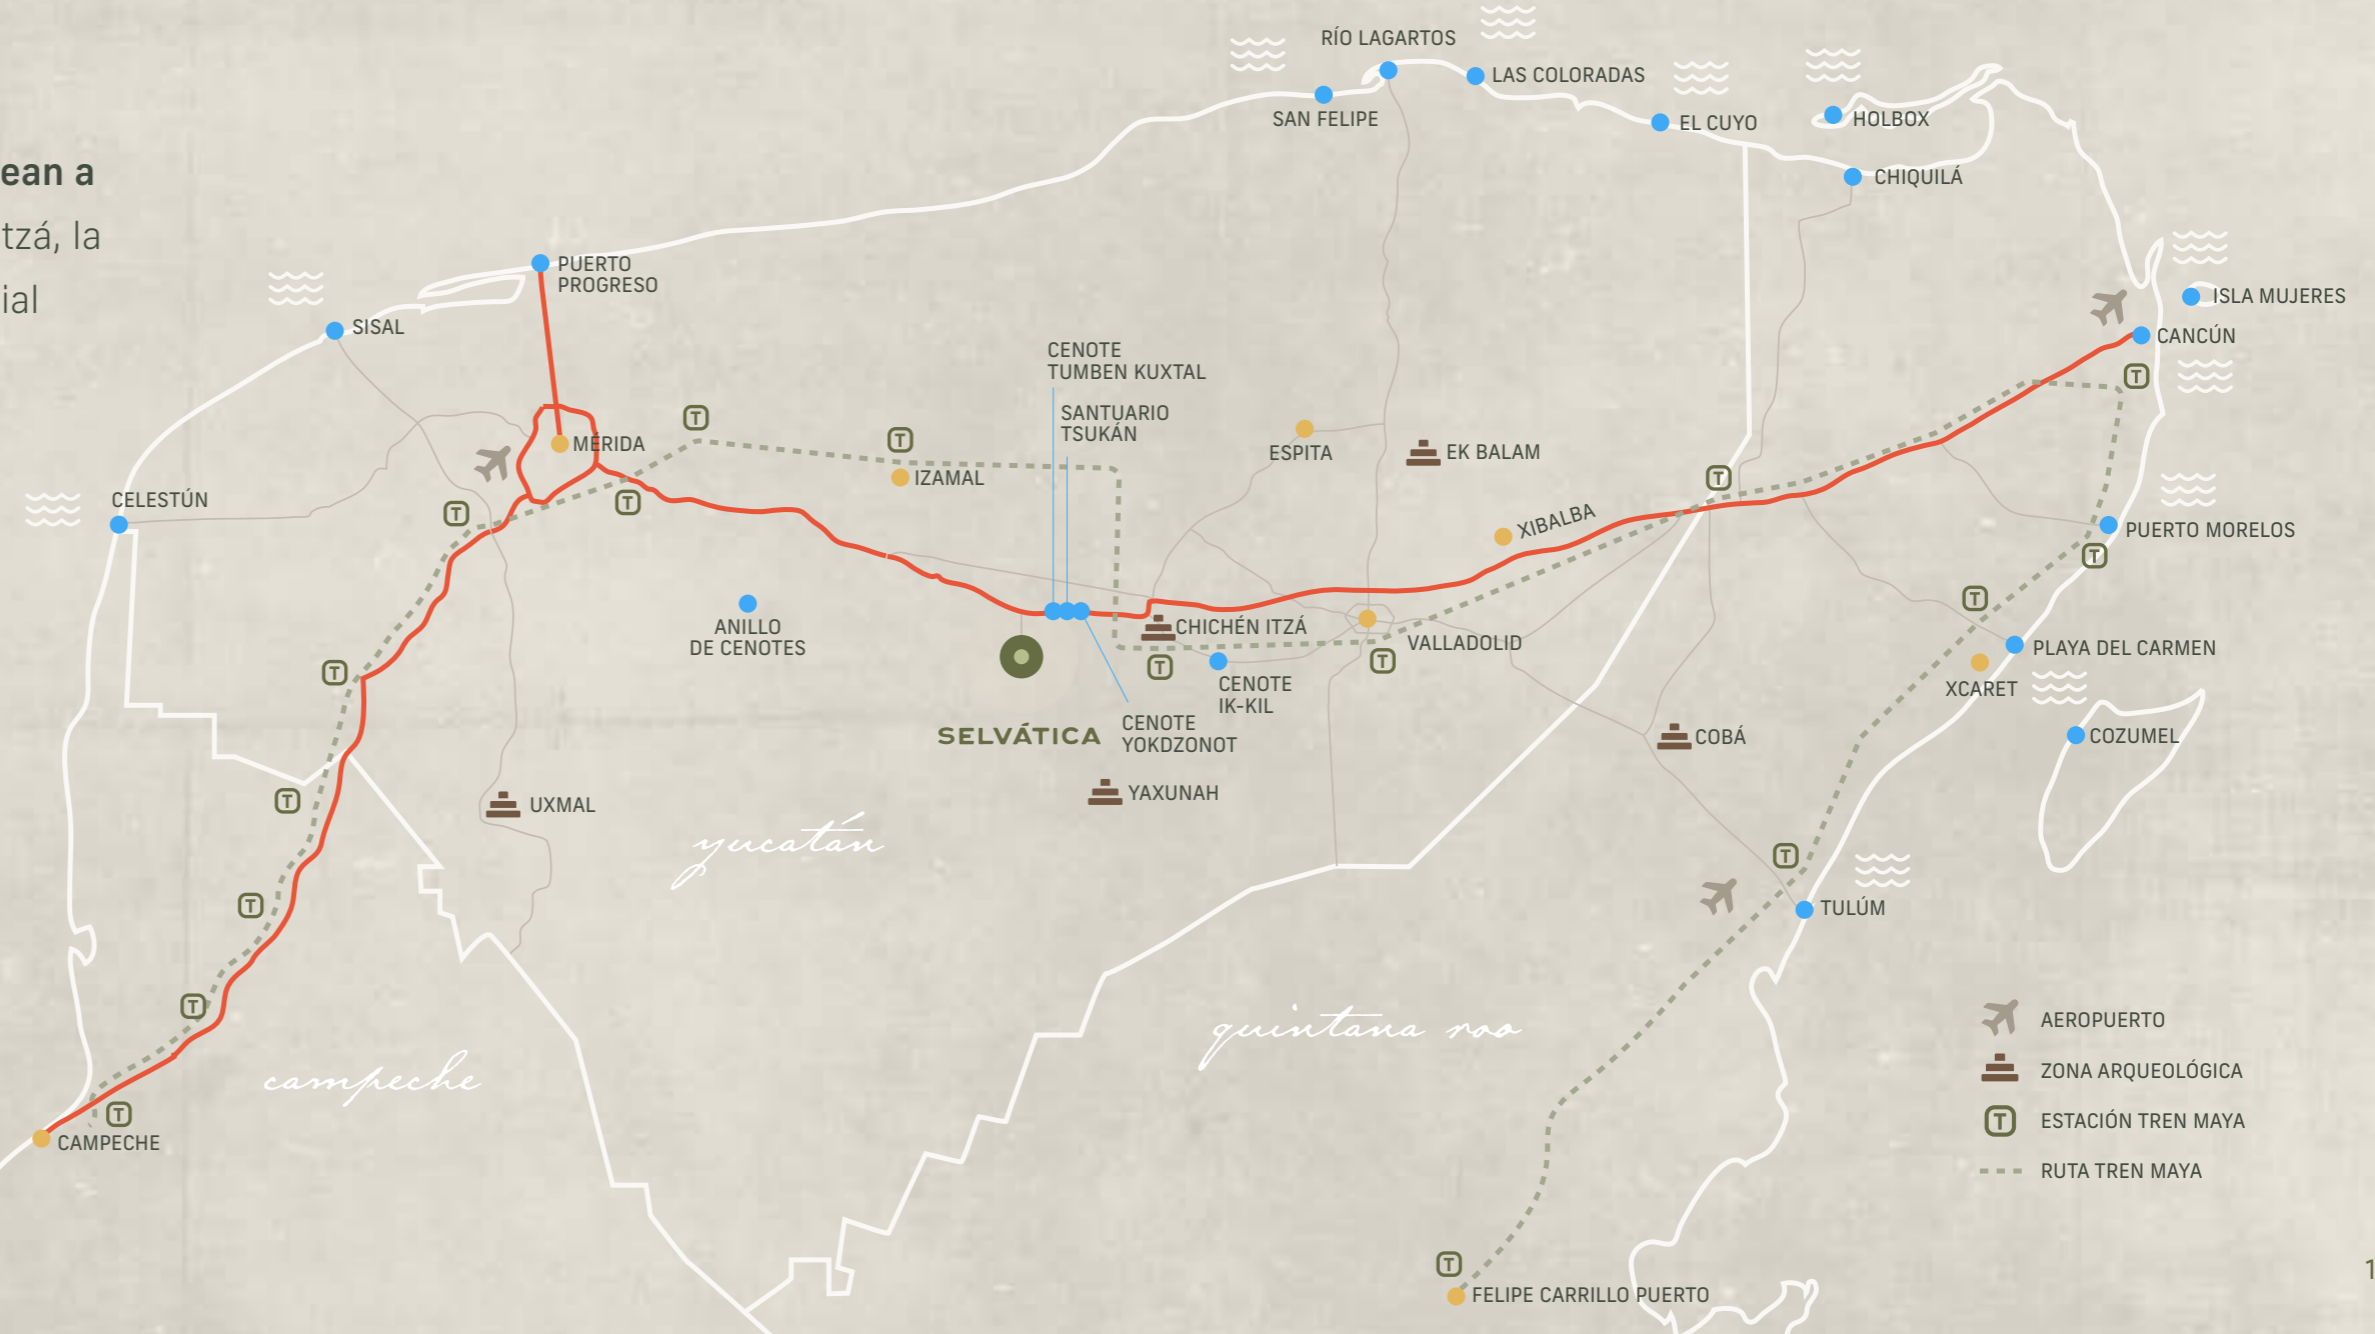 ean a
tzá, la
ial
RÍO LAGARTOS
LAS COLORADAS
SAN FELIPE
EL CUYO
HOLBOX
CHIQUILÁ
PUERTO
PROGRESO
SISAL
ISLA MUJERES
CANCÚN
T
CENOTE
TUMBEN KUXTAL
SANTUARIO
TSUKÁN
T
MÉRIDA
T
IZAMAL
ESPITA
EK BALAM
T
CELESTÚN
T
T
XIBALBA
PUERTO MORELOS
T
ANILLO
DE CENOTES
CHICHÉN ITZÁ
T
VALLADOLID
T
T
PLAYA DEL CARMEN
XCARET
T
CENOTE
IK-KIL
SELVÁTICA
CENOTE
YOKDZONOT
COBÁ
COZUMEL
T
UXMAL
YAXUNAH
yucatán
T
TULÚM
T
T
quintana roo
campeche
T
CAMPECHE
AEROPUERTO
ZONA ARQUEOLÓGICA
T
ESTACIÓN TREN MAYA
RUTA TREN MAYA
T
FELIPE CARRILLO PUERTO
1